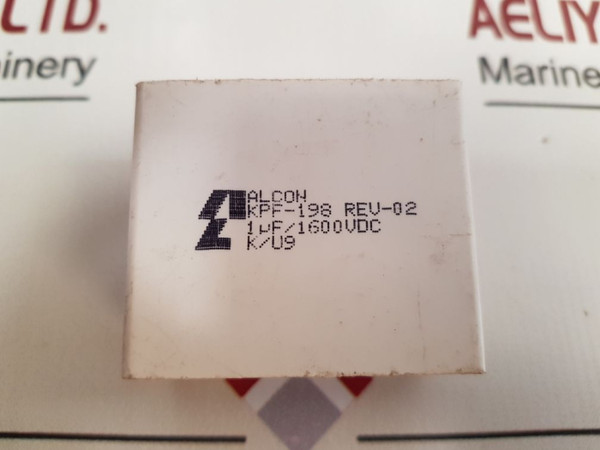 LTD.
AELIY
inery
Marine
ALCON
KPF-198 REV-02
1µF/1600VDC
K/U9